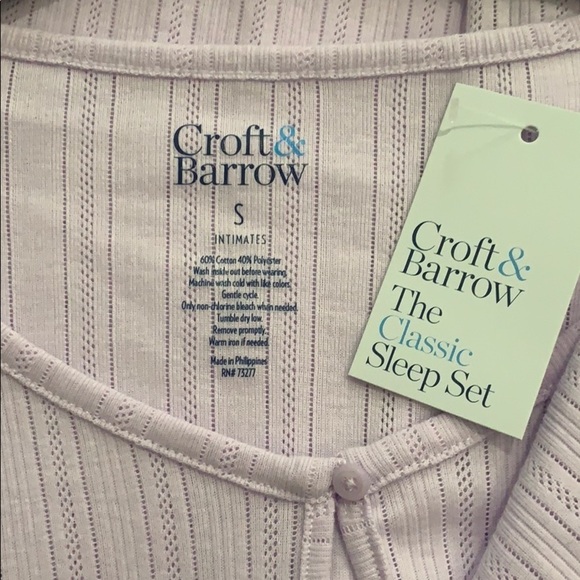 Croft&
Barrow
S
INTIMATES
60% Cotton 40% Polyester
Wash inside out before wearing.
Machine wash cold with like colors.
Gentle cycle.
Only non-chlorine bleach when needed.
Tumble dry low.
Remove promptly.
Warm iron if needed.
Made in Philippines
RN# 73277
Croft&
Barrow
The
Classic
Sleep Set